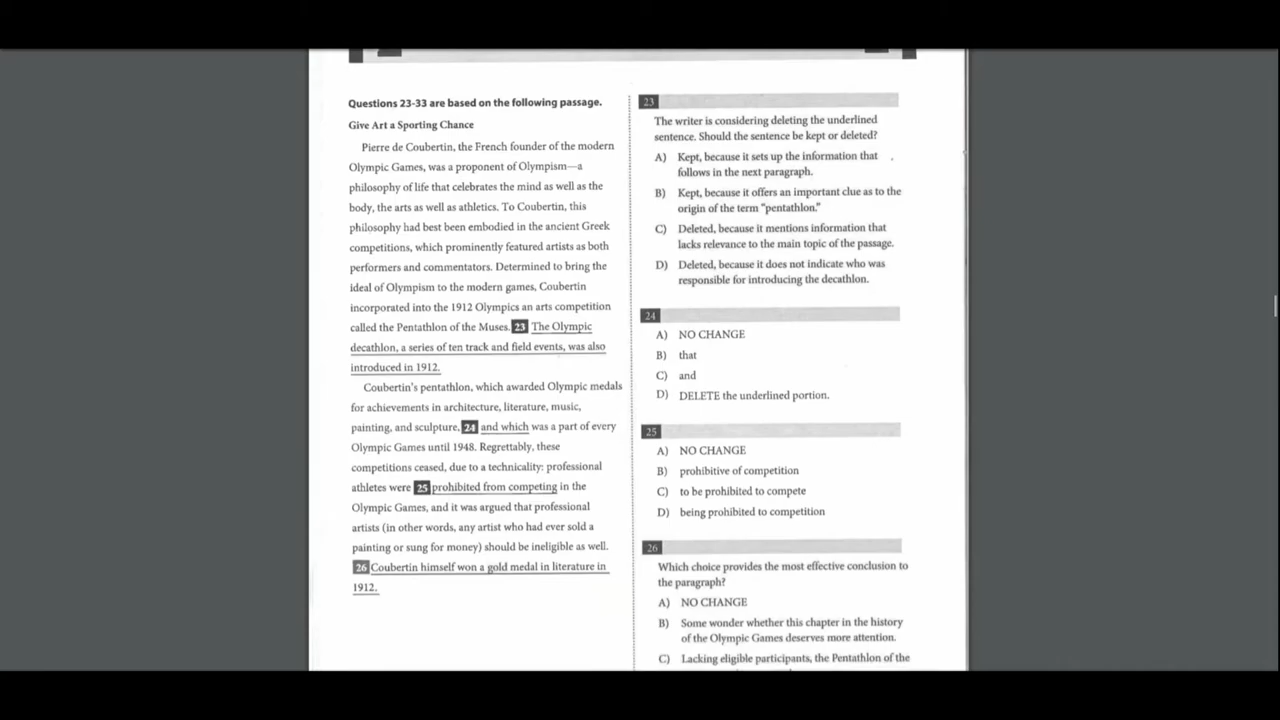 Questions 23-33 are based on the following passage.
Give Art a Sporting Chance
Pierre de Coubertin, the French founder of the modern
Olympic Games, was a proponent of Olympism—a
philosophy of life that celebrates the mind as well as the
body, the arts as well as athletics. To Coubertin, this
philosophy had best been embodied in the ancient Greek
competitions, which prominently featured artists as both
performers and commentators. Determined to bring the
ideal of Olympism to the modern games, Coubertin
incorporated into the 1912 Olympics an arts competition
called the Pentathlon of the Muses. 23 The Olympic
decathlon, a series of ten track and field events, was also
introduced in 1912.
Coubertin's pentathlon, which awarded Olympic medals
for achievements in architecture, literature, music,
painting, and sculpture, 24 and which was a part of every
Olympic Games until 1948. Regrettably, these
competitions ceased, due to a technicality: professional
athletes were 25 prohibited from competing in the
Olympic Games, and it was argued that professional
artists (in other words, any artist who had ever sold a
painting or sung for money) should be ineligible as well.
26 Coubertin himself won a gold medal in literature in
1912.
23
The writer is considering deleting the underlined
sentence. Should the sentence be kept or deleted?
A) Kept, because it sets up the information that
follows in the next paragraph.
B) Kept, because it offers an important clue as to the
origin of the term "pentathlon."
C) Deleted, because it mentions information that
lacks relevance to the main topic of the passage.
D) Deleted, because it does not indicate who was
responsible for introducing the decathlon.
24
A) NO CHANGE
B) that
C) and
D) DELETE the underlined portion.
25
A) NO CHANGE
B) prohibitive of competition
C) to be prohibited to compete
D) being prohibited to competition
26
Which choice provides the most effective conclusion to
the paragraph?
A) NO CHANGE
B) Some wonder whether this chapter in the history
of the Olympic Games deserves more attention.
C) Lacking eligible participants, the Pentathlon of the